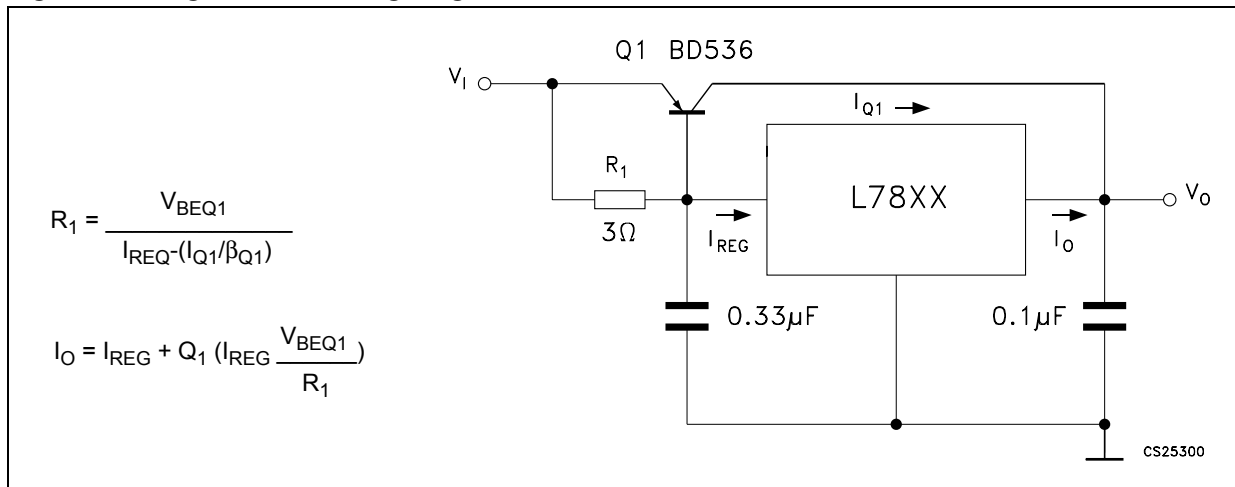 Q1 BD536
V_I
I_Q1
R_1
L78XX
V_O
3Ω
I_REG
I_O
0.33µF
0.1µF
CS25300
R_1 = V_BEQ1 / I_REQ-(I_Q1/β_Q1)
I_O = I_REG + Q_1 (I_REG V_BEQ1 / R_1)